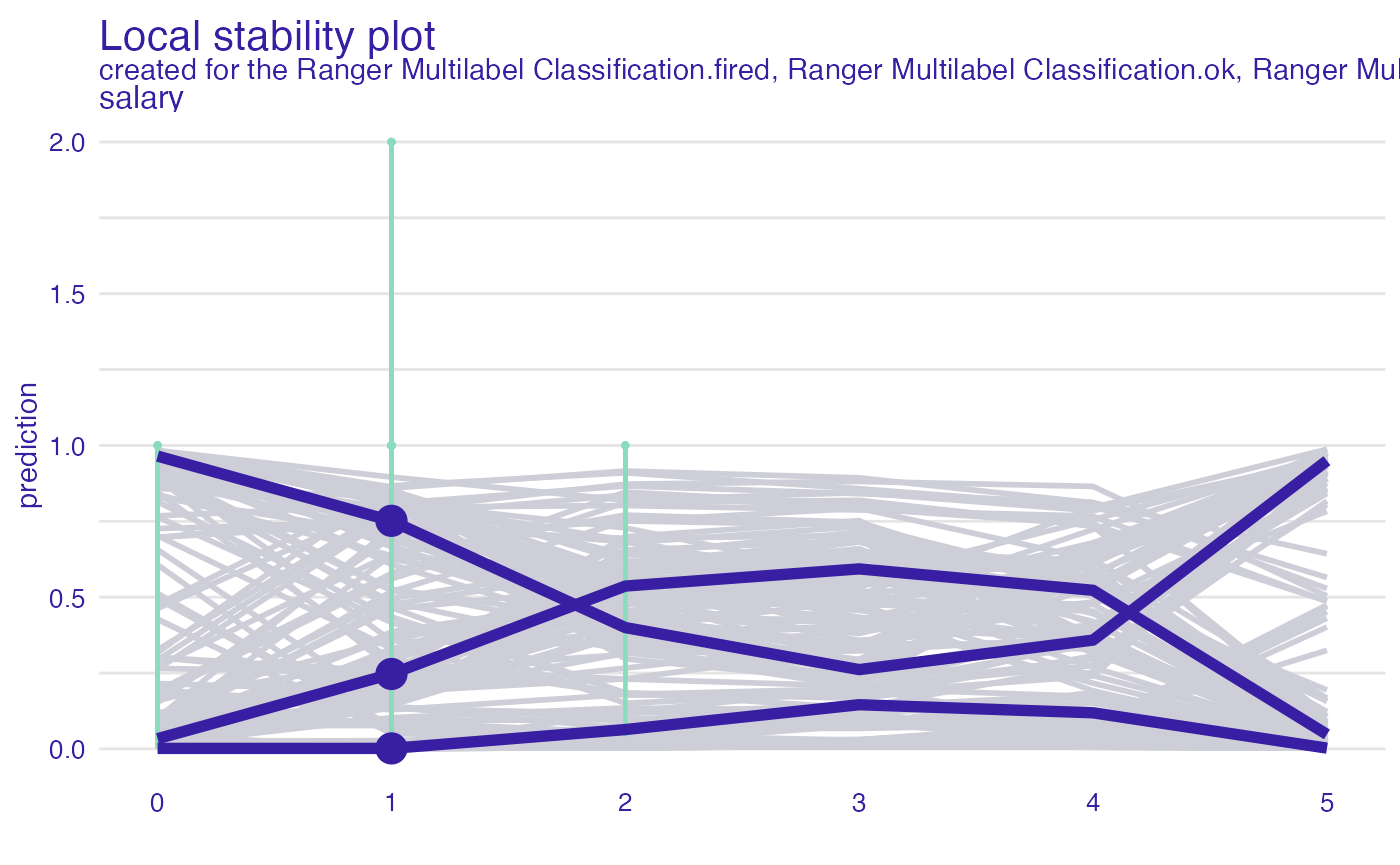 Local stability plot
created for the Ranger Multilabel Classification.fired, Ranger Multilabel Classification.ok, Ranger
salary
2.0
1.5
1.0
0.5
0.0
prediction
0 1 2 3 4 5